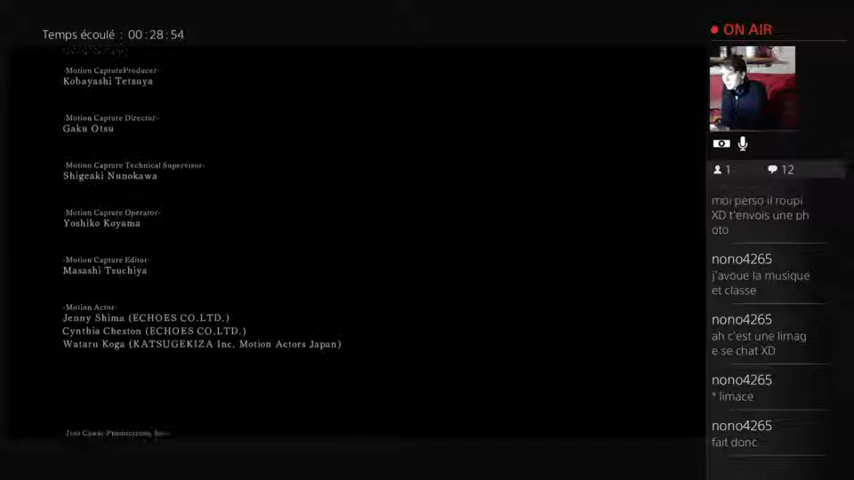 Temps écoulé : 00:28:54
-Motion CaptureProducer-
Kobayashi Tetsuya
-Motion Capture Director-
Gaku Otsu
-Motion Capture Technical Supervisor-
Shigeaki Nunokawa
-Motion Capture Operator-
Yoshiko Koyama
-Motion Capture Editor-
Masashi Tsuchiya
-Motion Actor-
Jenny Shima (ECHOES CO.LTD.)
Cynthia Cheston (ECHOES CO.LTD.)
Wataru Koga (KATSUGEKIZA Inc. Motion Actors Japan)
ON AIR
1
12
moi perso il roupi
XD t'envois une ph
oto
nono4265
j'avoue la musique
et classe
nono4265
ah c'est une limag
e se chat XD
nono4265
* limace
nono4265
fait donc